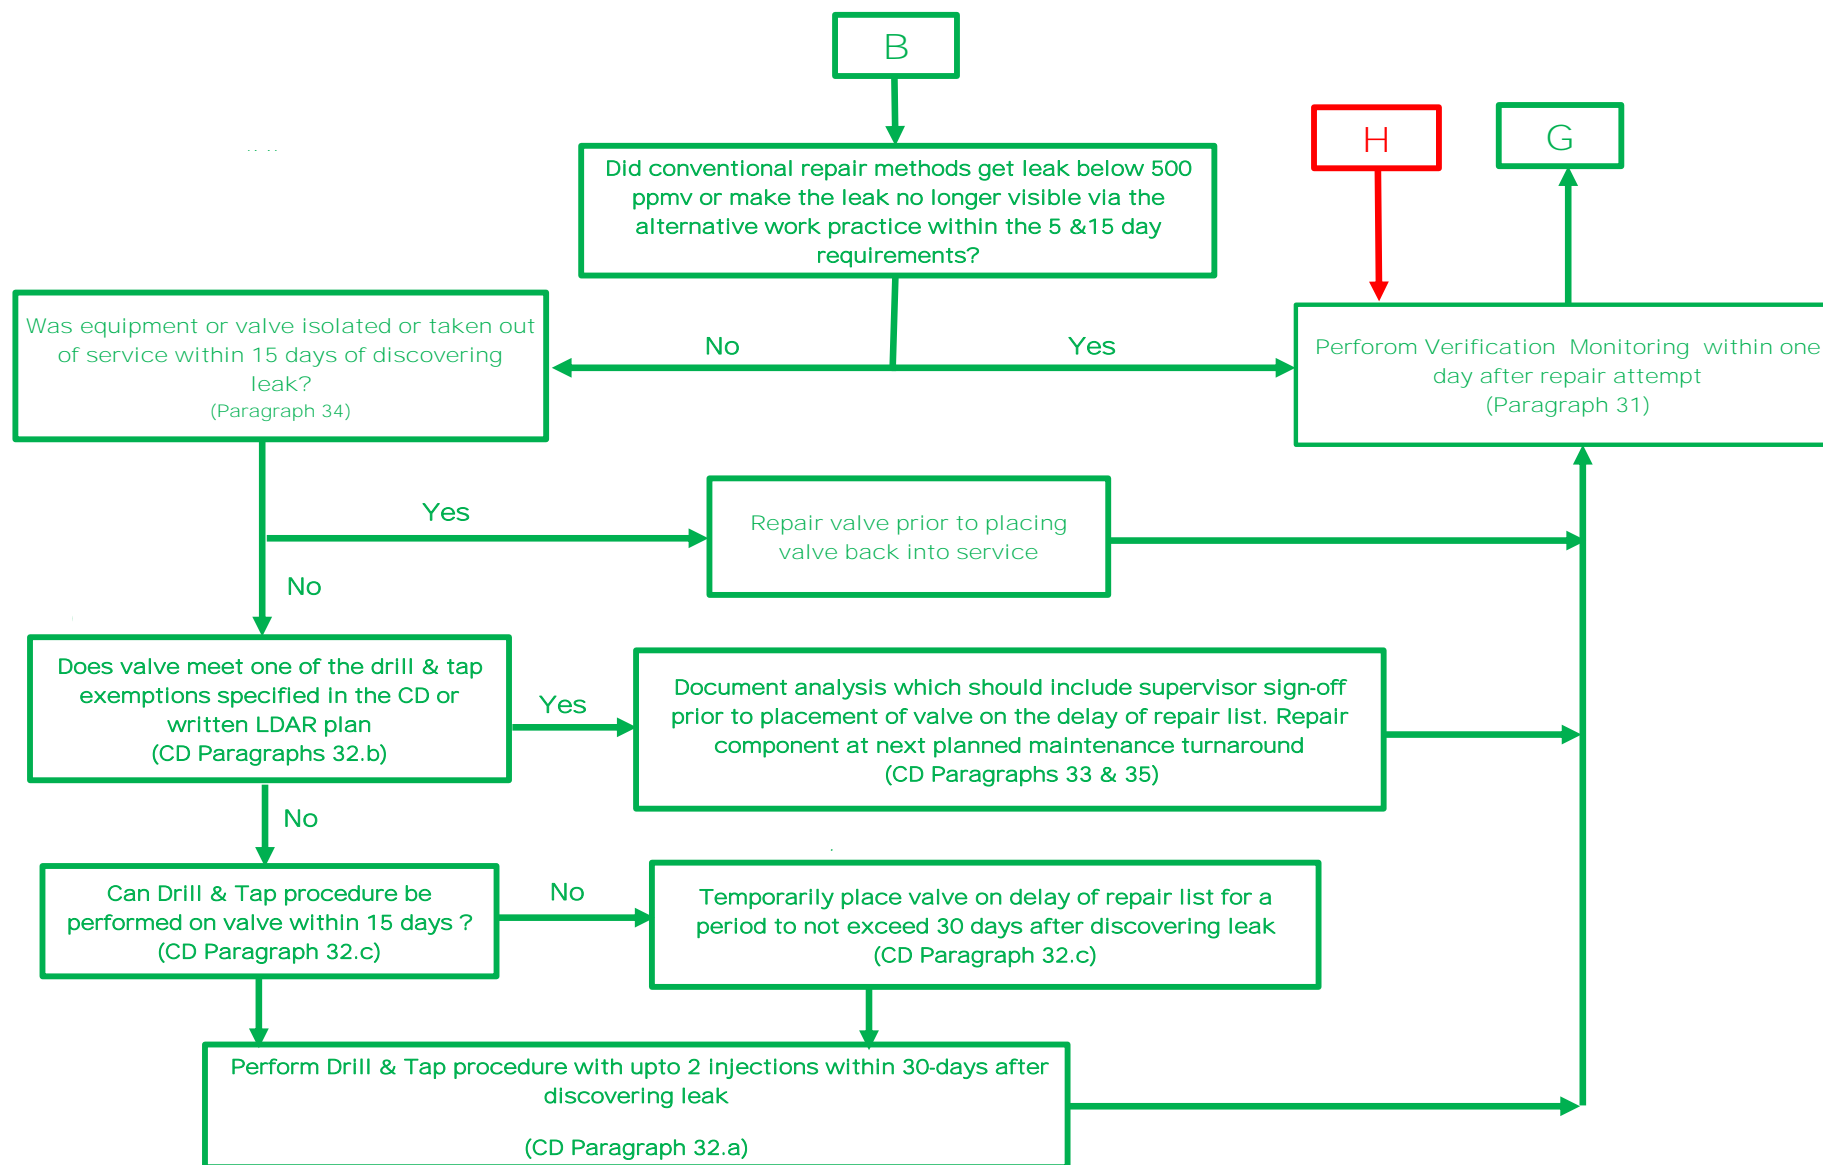 B
H
G
Did conventional repair methods get leak below 500
ppmv or make the leak no longer visible via the
alternative work practice within the 5 &15 day
requirements?
Was equipment or valve isolated or taken out
of service within 15 days of discovering
leak?
(Paragraph 34)
No
Yes
Perforom Verification Monitoring within one
day after repair attempt
(Paragraph 31)
Yes
Repair valve prior to placing
valve back into service
No
Does valve meet one of the drill & tap
exemptions specified in the CD or
written LDAR plan
(CD Paragraphs 32.b)
Yes
Document analysis which should include supervisor sign-off
prior to placement of valve on the delay of repair list. Repair
component at next planned maintenance turnaround
(CD Paragraphs 33 & 35)
No
Can Drill & Tap procedure be
performed on valve within 15 days ?
(CD Paragraph 32.c)
No
Temporarily place valve on delay of repair list for a
period to not exceed 30 days after discovering leak
(CD Paragraph 32.c)
Perform Drill & Tap procedure with upto 2 injections within 30-days after
discovering leak
(CD Paragraph 32.a)